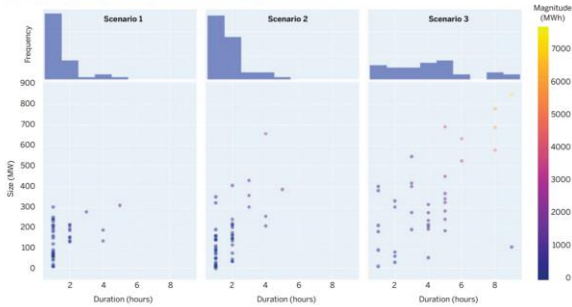 Magnitude
(MWh)
Scenario 1
Scenario 2
Scenario 3
Frequency
7000
6000
5000
4000
3000
2000
1000
0
900
800
700
600
500
400
300
200
100
0
Size (MW)
2 4 6 8
2 4 6 8
2 4 6 8
Duration (hours)
Duration (hours)
Duration (hours)